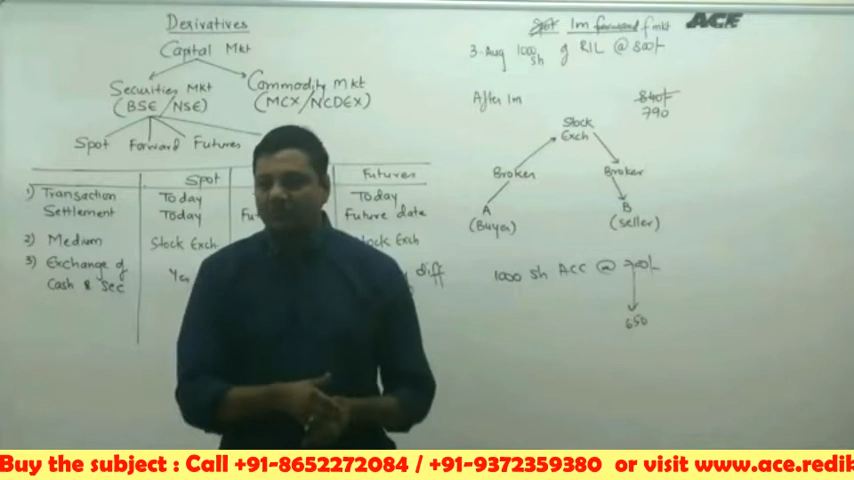 Derivatives
Capital Mkt
Securities Mkt
(BSE / NSE)
Commodity Mkt
(MCX/NCDEX)
Spot Forward Futures
Spot Futures
1) Transaction Today Today
Settlement Today Fu Future date
2) Medium Stock Exch Stock Exch
3) Exchange of
Cash & Sec Yes diff
Spot 1m forward f mkt
ACE
3 Aug 1000 sh of RIL @ 800/-
After 1m 840/-
790
Stock
Exch
Broker Broker
A
(Buyer)
B
(seller)
1000 sh ACC @ 700/-
650
Buy the subject : Call +91-8652272084 / +91-9372359380 or visit www.ace.redik